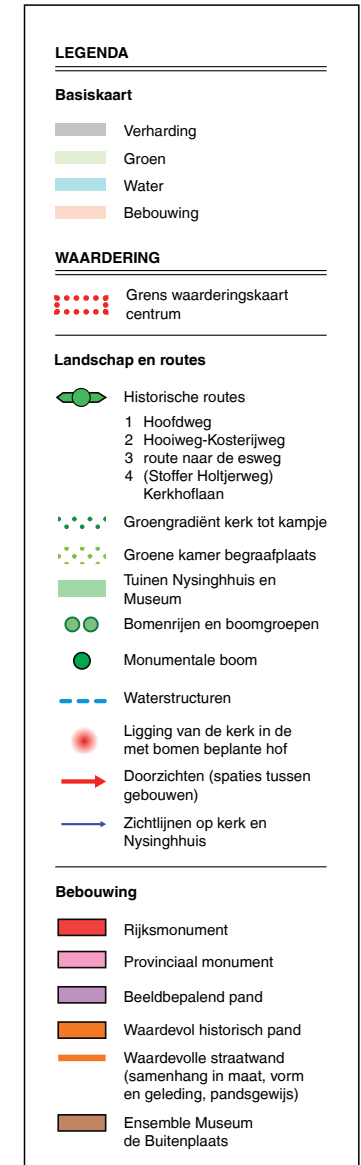 LEGENDA
Basiskaart
Verharding
Groen
Water
Bebouwing
WAARDERING
Grens waarderingskaart
centrum
Landschap en routes
Historische routes
1 Hoofdweg
2 Hooiweg-Kosterijweg
3 route naar de esweg
4 (Stoffer Holtjerweg)
Kerkhoflaan
Groengradiënt kerk tot kampje
Groene kamer begraafplaats
Tuinen Nysinghhuis en
Museum
Bomenrijen en boomgroepen
Monumentale boom
Waterstructuren
Ligging van de kerk in de
met bomen beplante hof
Doorzichten (spaties tussen
gebouwen)
Zichtlijnen op kerk en
Nysinghhuis
Bebouwing
Rijksmonument
Provinciaal monument
Beeldbepalend pand
Waardevol historisch pand
Waardevolle straatwand
(samenhang in maat, vorm
en geleding, pandsgewijs)
Ensemble Museum
de Buitenplaats